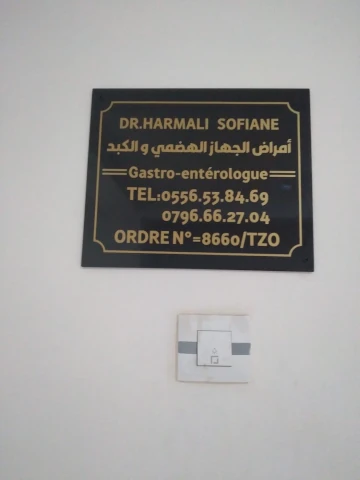 DR.HARMALI SOFIANE
أمراض الجهاز الهضمي و الكبد
Gastro-entérologue
TEL:0556.53.84.69
0796.66.27.04
ORDRE N°=8660/TZO